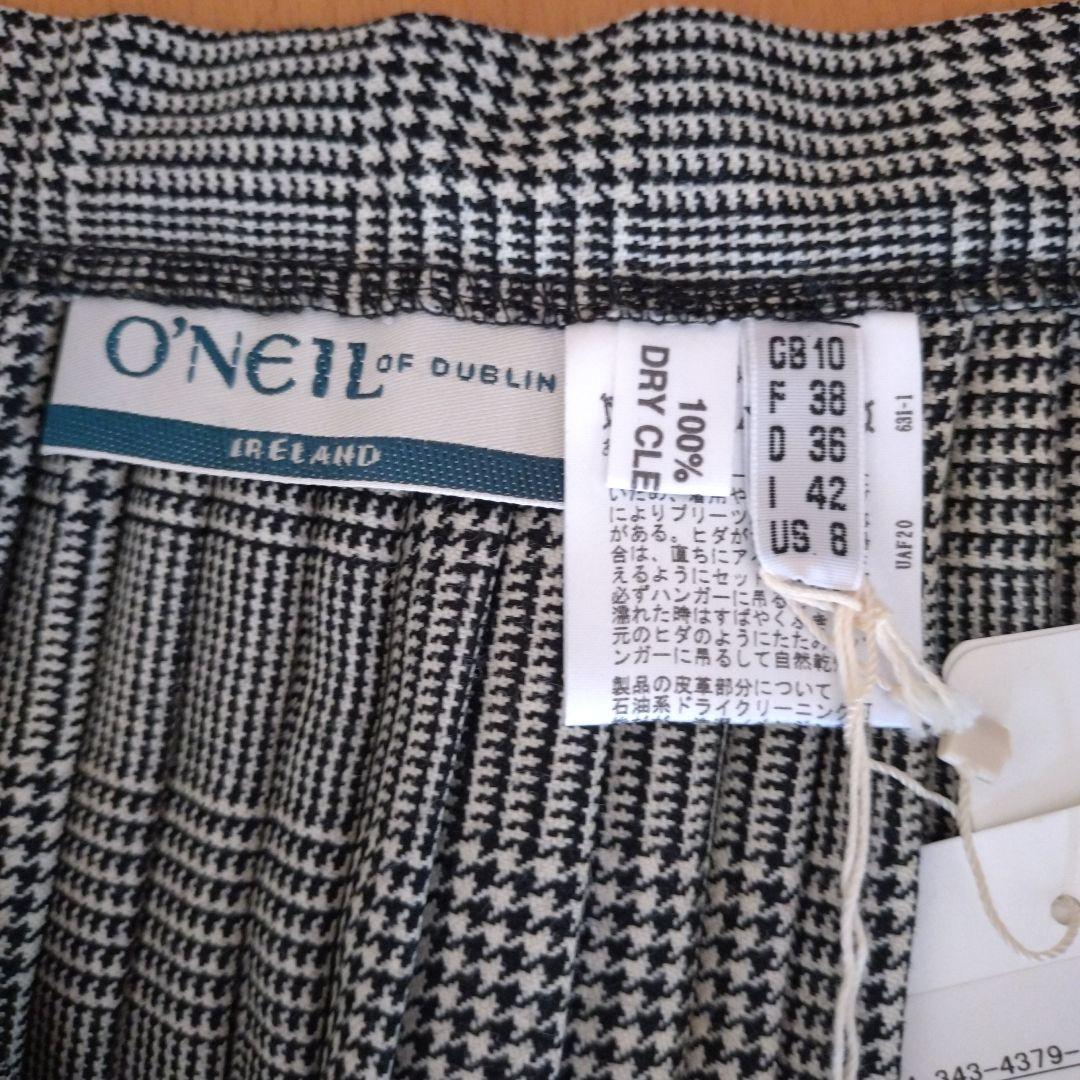 O'NEIL OF DUBLIN
IRELAND
100%
DRY CLE
GB 10
F 38
D 36
I 42
US 8
631-1
UAF20
いため、着用や
によりプリーツ
がある。ヒダが
合は、直ちにア
えるようにセット
必ずハンガーに吊る
濡れた時はすばやく
元のヒダのようにたたみ
ンガーに吊るして自然乾
製品の皮革部分について
石油系ドライクリーニング
343-4379-